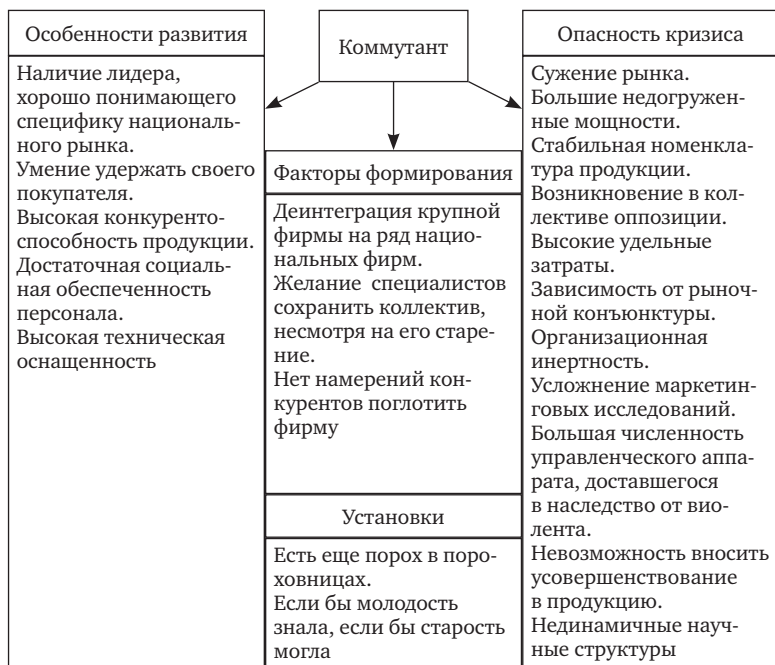 Особенности развития
Наличие лидера,
хорошо понимающего
специфику националь-
ного рынка.
Умение удержать своего
покупателя.
Высокая конкуренто-
способность продукции.
Достаточная социаль-
ная обеспеченность
персонала.
Высокая техническая
оснащенность
Коммутант
Факторы формирования
Деинтеграция крупной
фирмы на ряд нацио-
нальных фирм.
Желание специалистов
сохранить коллектив,
несмотря на его старе-
ние.
Нет намерений кон-
курентов поглотить
фирму
Установки
Есть еще порох в поро-
ховницах.
Если бы молодость
знала, если бы старость
могла
Опасность кризиса
Сужение рынка.
Большие недогружен-
ные мощности.
Стабильная номенкла-
тура продукции.
Возникновение в кол-
лективе оппозиции.
Высокие удельные
затраты.
Зависимость от рыноч-
ной конъюнктуры.
Организационная
инертность.
Усложнение маркетин-
говых исследований.
Большая численность
управленческого аппа-
рата, доставшегося
в наследство от вио-
лента.
Невозможность вносить
усовершенствование
в продукцию.
Нединамичные науч-
ные структуры